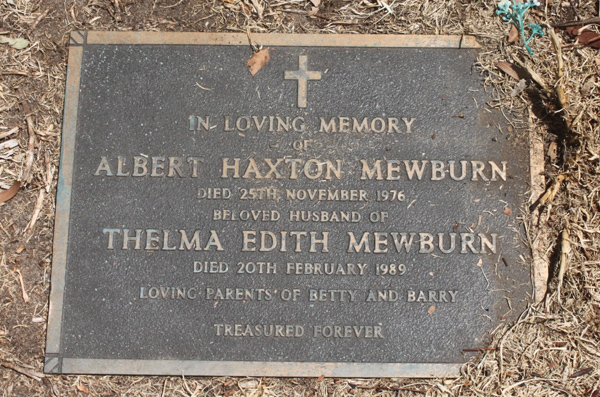 IN LOVING MEMORY
OF
ALBERT HAXTON MEWBURN
DIED 25TH NOVEMBER 1976
BELOVED HUSBAND OF
THELMA EDITH MEWBURN
DIED 20TH FEBRUARY 1989
LOVING PARENTS OF BETTY AND BARRY
TREASURED FOREVER